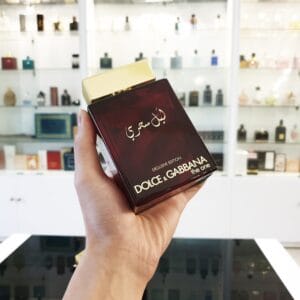 ليل سحري
EXCLUSIVE EDITION
DOLCE & GABBANA
the one